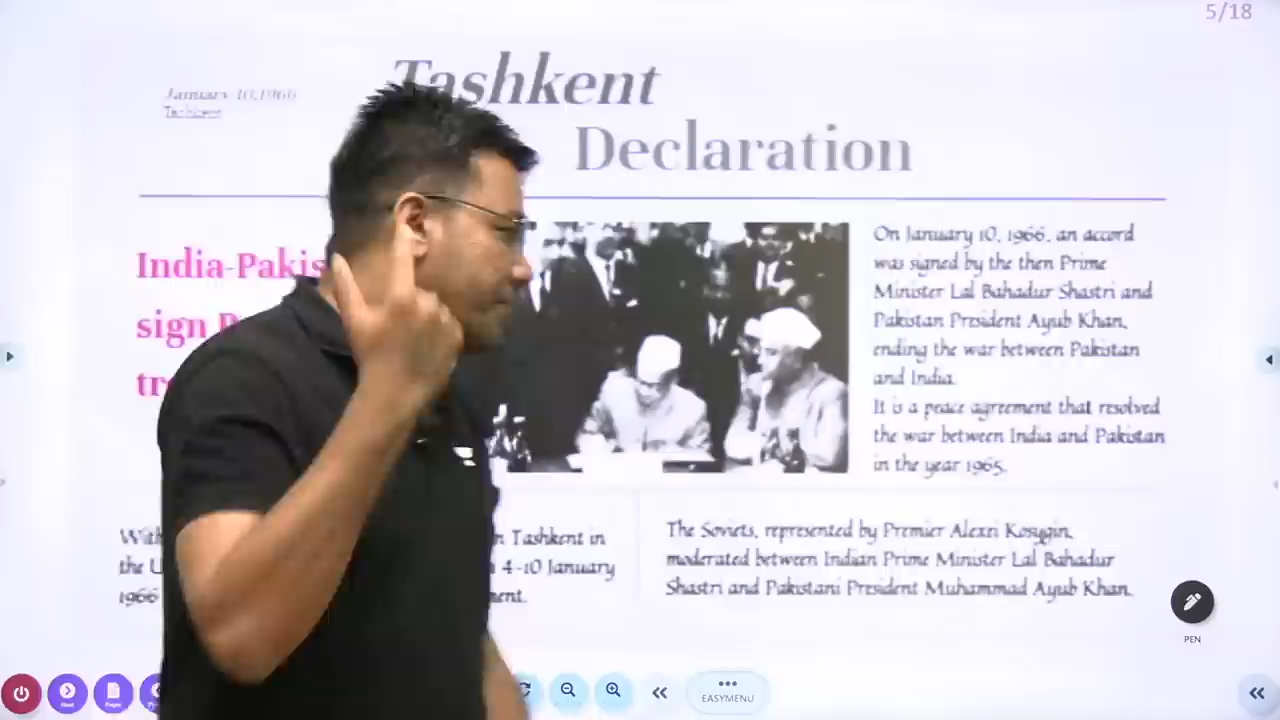 5/18
January 10,1966
Tashkent
Tashkent
Declaration
India-Pakis
sign
On January 10, 1966, an accord
was signed by the then Prime
Minister Lal Bahadur Shastri and
Pakistan President Ayub Khan,
ending the war between Pakistan
and India.
It is a peace agreement that resolved
the war between India and Pakistan
in the year 1965.
With
n Tashkent in
the U
4-10 January
1966
ment.
The Soviets, represented by Premier Alexei Kosygin,
moderated between Indian Prime Minister Lal Bahadur
Shastri and Pakistani President Muhammad Ayub Khan.
PEN
Next
Pages
EASYMENU